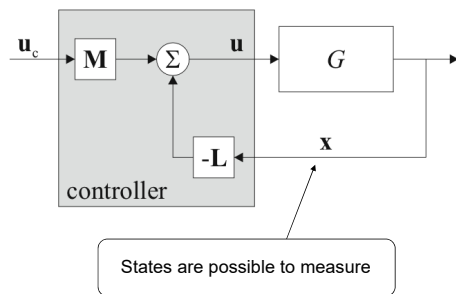 u_c
M
Σ
u
G
-L
x
controller
States are possible to measure